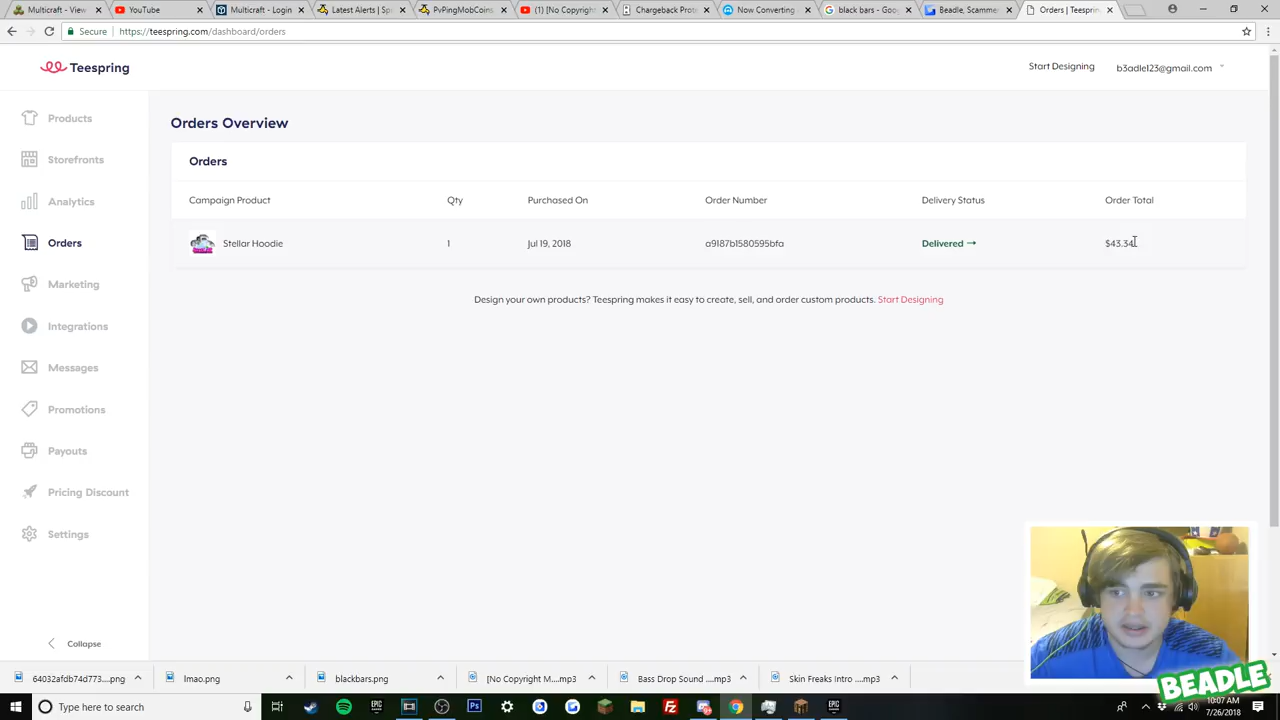 Multicraft - View
YouTube
Multicraft - Login
Latest Alerts | Sp
PvPingMobCoins
(1) [No Copyright
Chargeback Prote
Now Converting
black bars - Goog
Beadle, Scammer
Orders | Teespring
Secure https://teespring.com/dashboard/orders
Teespring
Start Designing
b3adle123@gmail.com
Products
Storefronts
Analytics
Orders
Marketing
Integrations
Messages
Promotions
Payouts
Pricing Discount
Settings
Collapse
Orders Overview
Orders
Campaign Product Qty Purchased On Order Number Delivery Status Order Total
Stellar Hoodie 1 Jul 19, 2018 a9187b1580595bfa Delivered → $43.34
Design your own products? Teespring makes it easy to create, sell, and order custom products. Start Designing
64032afdb74d773....png
lmao.png
blackbars.png
[No Copyright M....mp3
Bass Drop Sound ....mp3
Skin Freaks Intro ....mp3
BEADLE
Type here to search
10:07 AM
7/26/2018